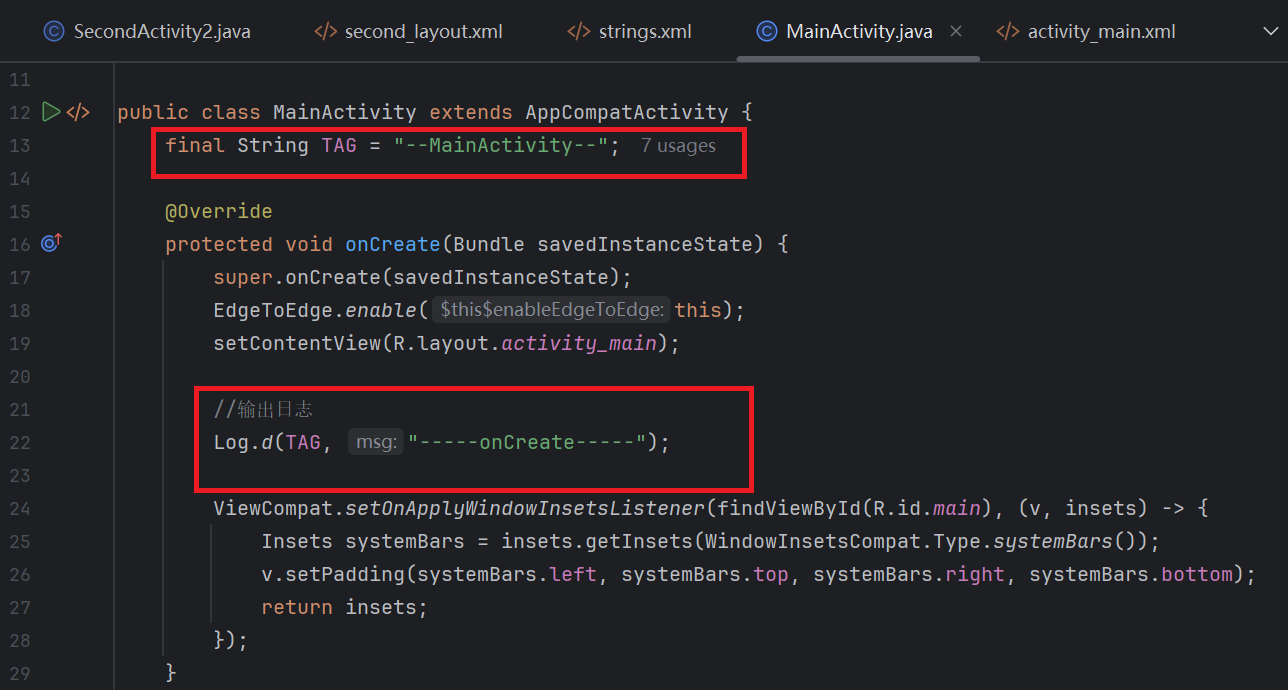 SecondActivity2.java </> second_layout.xml </> strings.xml MainActivity.java × </> activity_main.xml
11
12 </> public class MainActivity extends AppCompatActivity {
13 final String TAG = "--MainActivity--"; 7 usages
14
15 @Override
16 protected void onCreate(Bundle savedInstanceState) {
17 super.onCreate(savedInstanceState);
18 EdgeToEdge.enable( $this$enableEdgeToEdge: this);
19 setContentView(R.layout.activity_main);
20
21 //输出日志
22 Log.d(TAG, msg: "-----onCreate-----");
23
24 ViewCompat.setOnApplyWindowInsetsListener(findViewById(R.id.main), (v, insets) -> {
25 Insets systemBars = insets.getInsets(WindowInsetsCompat.Type.systemBars());
26 v.setPadding(systemBars.left, systemBars.top, systemBars.right, systemBars.bottom);
27 return insets;
28 });
29 }